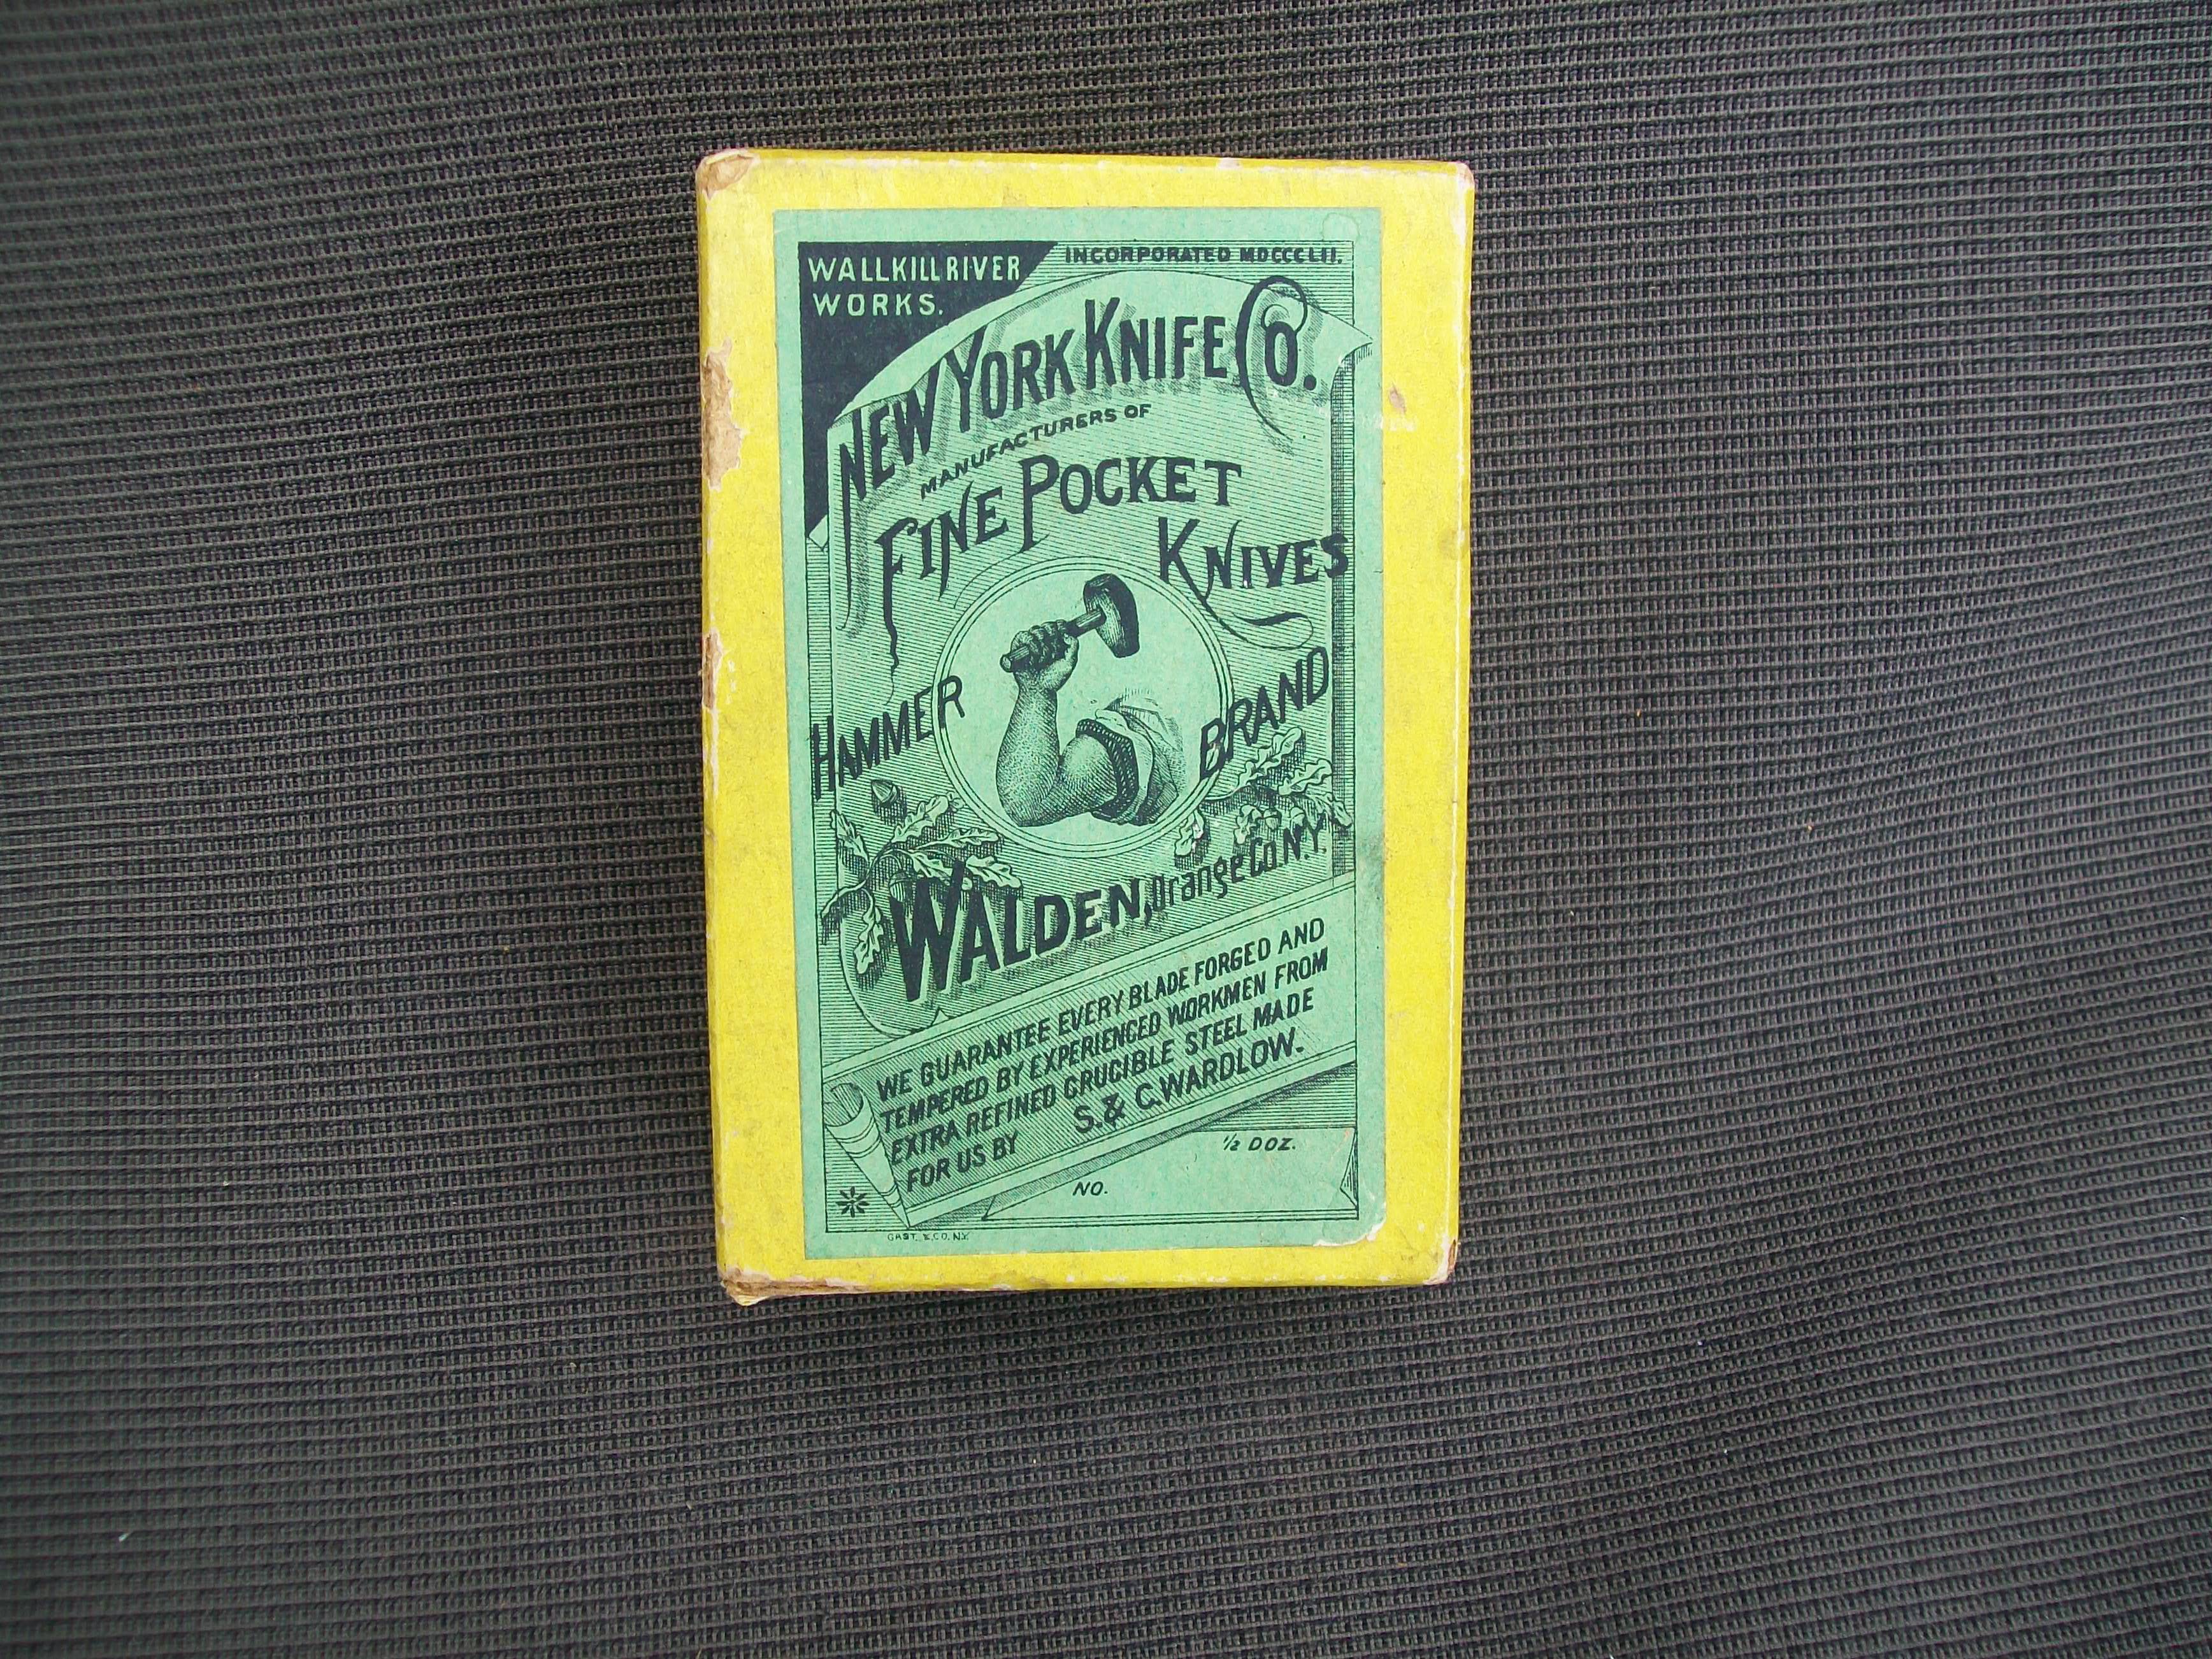 WALLKILL RIVER
WORKS.
INCORPORATED MDCCCLII.
NEW YORK KNIFE CO.
MANUFACTURERS OF
FINE POCKET
KNIVES
HAMMER
BRAND
WALDEN, Orange Co. N.Y.
WE GUARANTEE EVERY BLADE FORGED AND
TEMPERED BY EXPERIENCED WORKMEN FROM
EXTRA REFINED CRUCIBLE STEEL MADE
FOR US BY S. & C. WARDLOW.
1/2 DOZ.
NO.
GAST. & CO. N.Y.